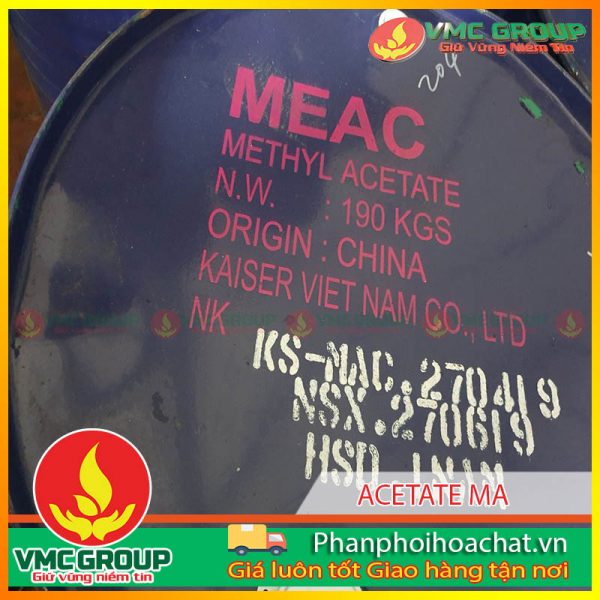 VMC GROUP
Giữ Vững Niềm Tin
204
MEAC
METHYL ACETATE
N.W. : 190 KGS
ORIGIN : CHINA
KAISER VIET NAM CO., LTD
NK
KS-MAC.270419
NSX.270619
HSD.
ACETATE MA
VMCGROUP
Giữ vững niềm tin
Phanphoihoachat.vn
Giá luôn tốt Giao hàng tận nơi